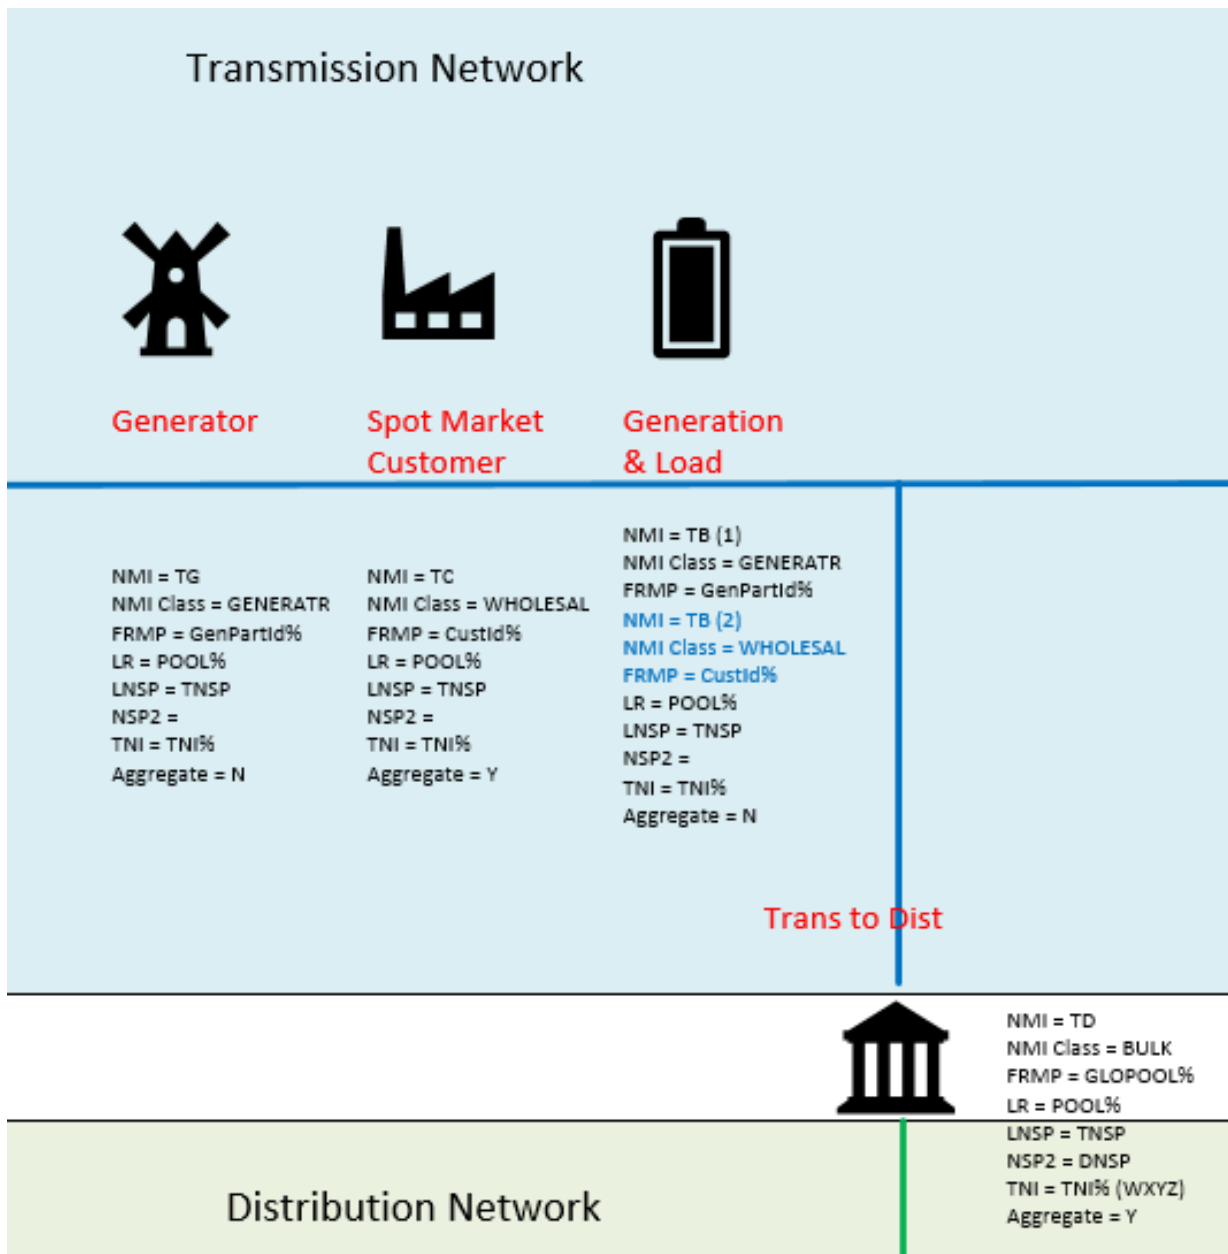 Transmission Network
Generator
Spot Market
Customer
Generation
& Load
NMI = TG
NMI Class = GENERATR
FRMP = GenPartId%
LR = POOL%
LNSP = TNSP
NSP2 =
TNI = TNI%
Aggregate = N
NMI = TC
NMI Class = WHOLESAL
FRMP = CustId%
LR = POOL%
LNSP = TNSP
NSP2 =
TNI = TNI%
Aggregate = Y
NMI = TB (1)
NMI Class = GENERATR
FRMP = GenPartId%
NMI = TB (2)
NMI Class = WHOLESAL
FRMP = CustId%
LR = POOL%
LNSP = TNSP
NSP2 =
TNI = TNI%
Aggregate = N
Trans to Dist
NMI = TD
NMI Class = BULK
FRMP = GLOPOOL%
LR = POOL%
LNSP = TNSP
NSP2 = DNSP
TNI = TNI% (WXYZ)
Aggregate = Y
Distribution Network